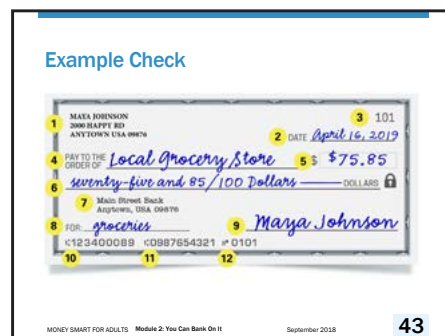 Example Check
MAYA JOHNSON
2000 HAPPY RD
ANYTOWN USA 09876
1
3 101
2 DATE April 16, 2019
4 PAY TO THE ORDER OF Local Grocery Store 5 $ $75.85
6 seventy-five and 85/100 Dollars DOLLARS
7 Main Street Bank
Anytown, USA 09876
8 FOR: groceries 9 Maya Johnson
⑆123400089 ⑆0987654321 ⑈0101
10 11 12
MONEY SMART FOR ADULTS Module 2: You Can Bank On It September 2018 43